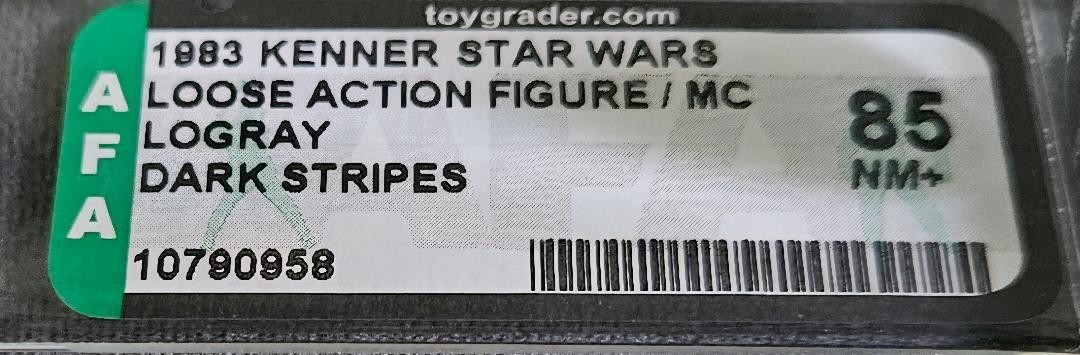 toygrader.com
1983 KENNER STAR WARS
LOOSE ACTION FIGURE / MC
LOGRAY
DARK STRIPES
10790958
85
NM+
AFA